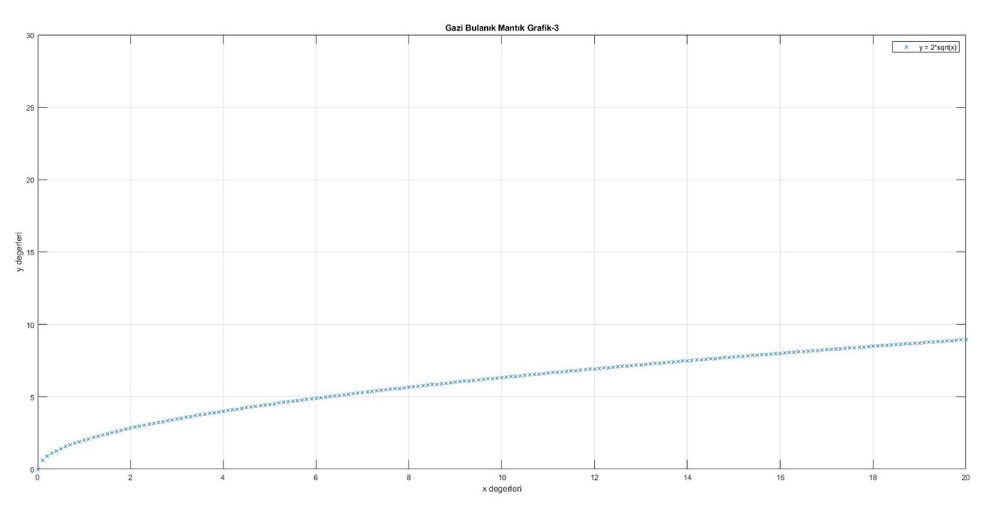 Gazi Bulanık Mantık Grafik-3
y = 2*sqrt(x)
30
25
20
15
10
5
0
y degerleri
0 2 4 6 8 10 12 14 16 18 20
x degerleri